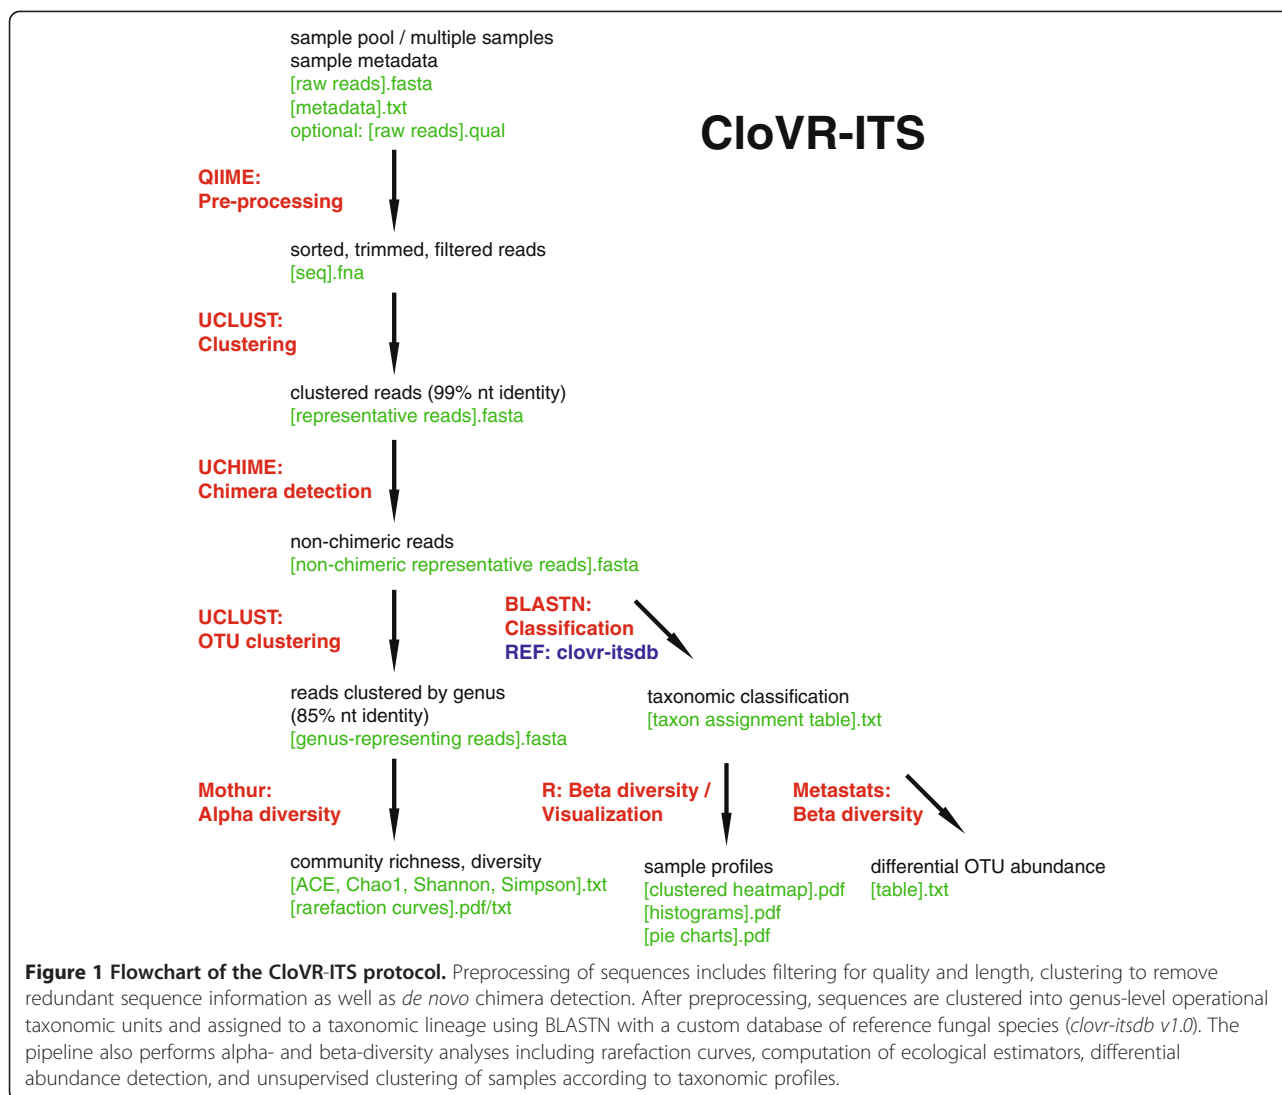 sample pool / multiple samples
sample metadata
[raw reads].fasta
[metadata].txt
optional: [raw reads].qual
CloVR-ITS
QIIME:
Pre-processing
sorted, trimmed, filtered reads
[seq].fna
UCLUST:
Clustering
clustered reads (99% nt identity)
[representative reads].fasta
UCHIME:
Chimera detection
non-chimeric reads
[non-chimeric representative reads].fasta
UCLUST:
OTU clustering
BLASTN:
Classification
REF: clovr-itsdb
reads clustered by genus
(85% nt identity)
[genus-representing reads].fasta
taxonomic classification
[taxon assignment table].txt
Mothur:
Alpha diversity
R: Beta diversity /
Visualization
Metastats:
Beta diversity
community richness, diversity
[ACE, Chao1, Shannon, Simpson].txt
[rarefaction curves].pdf/txt
sample profiles
[clustered heatmap].pdf
[histograms].pdf
[pie charts].pdf
differential OTU abundance
[table].txt
Figure 1 Flowchart of the CloVR-ITS protocol. Preprocessing of sequences includes filtering for quality and length, clustering to remove
redundant sequence information as well as de novo chimera detection. After preprocessing, sequences are clustered into genus-level operational
taxonomic units and assigned to a taxonomic lineage using BLASTN with a custom database of reference fungal species (clovr-itsdb v1.0). The
pipeline also performs alpha- and beta-diversity analyses including rarefaction curves, computation of ecological estimators, differential
abundance detection, and unsupervised clustering of samples according to taxonomic profiles.